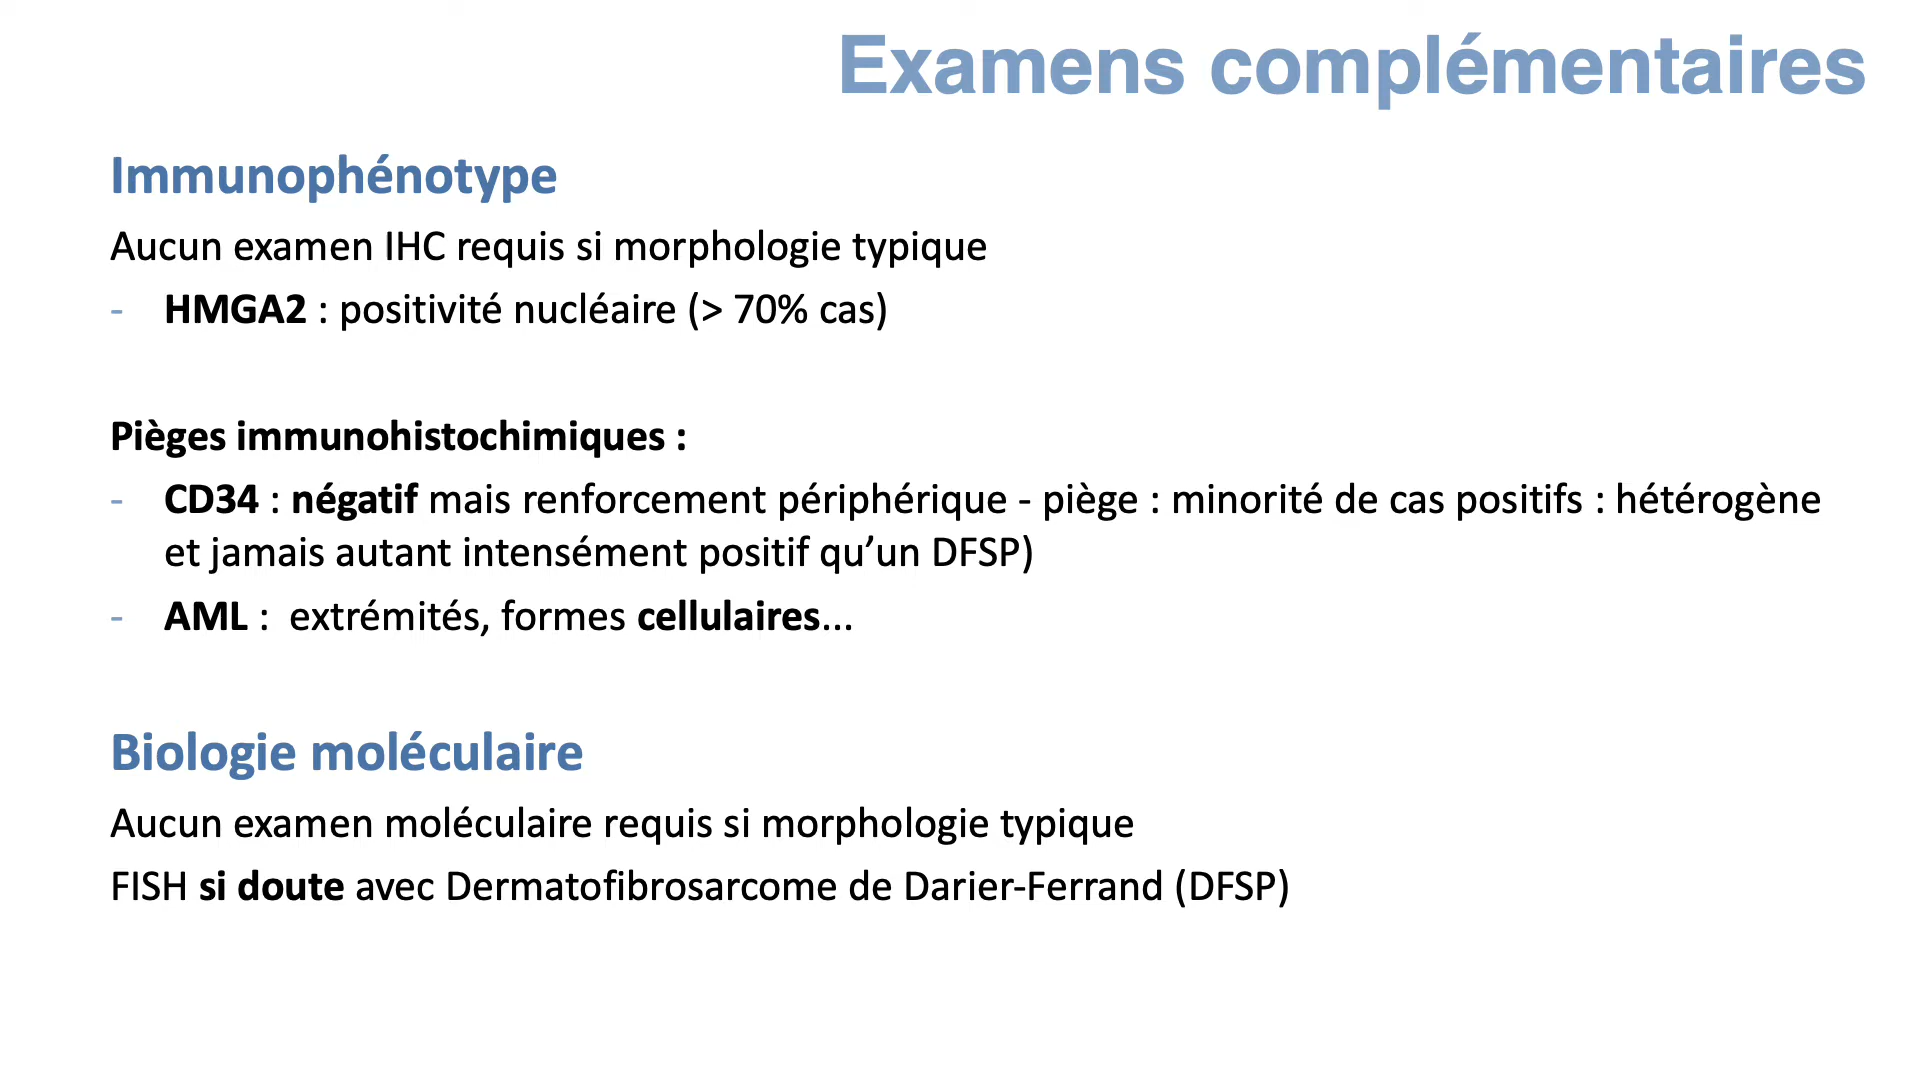 Examens complémentaires
Immunophénotype
Aucun examen IHC requis si morphologie typique
- HMGA2 : positivité nucléaire (> 70% cas)
Pièges immunohistochimiques :
- CD34 : négatif mais renforcement périphérique - piège : minorité de cas positifs : hétérogène
et jamais autant intensément positif qu’un DFSP)
- AML :  extrémités, formes cellulaires...
Biologie moléculaire
Aucun examen moléculaire requis si morphologie typique
FISH si doute avec Dermatofibrosarcome de Darier-Ferrand (DFSP)